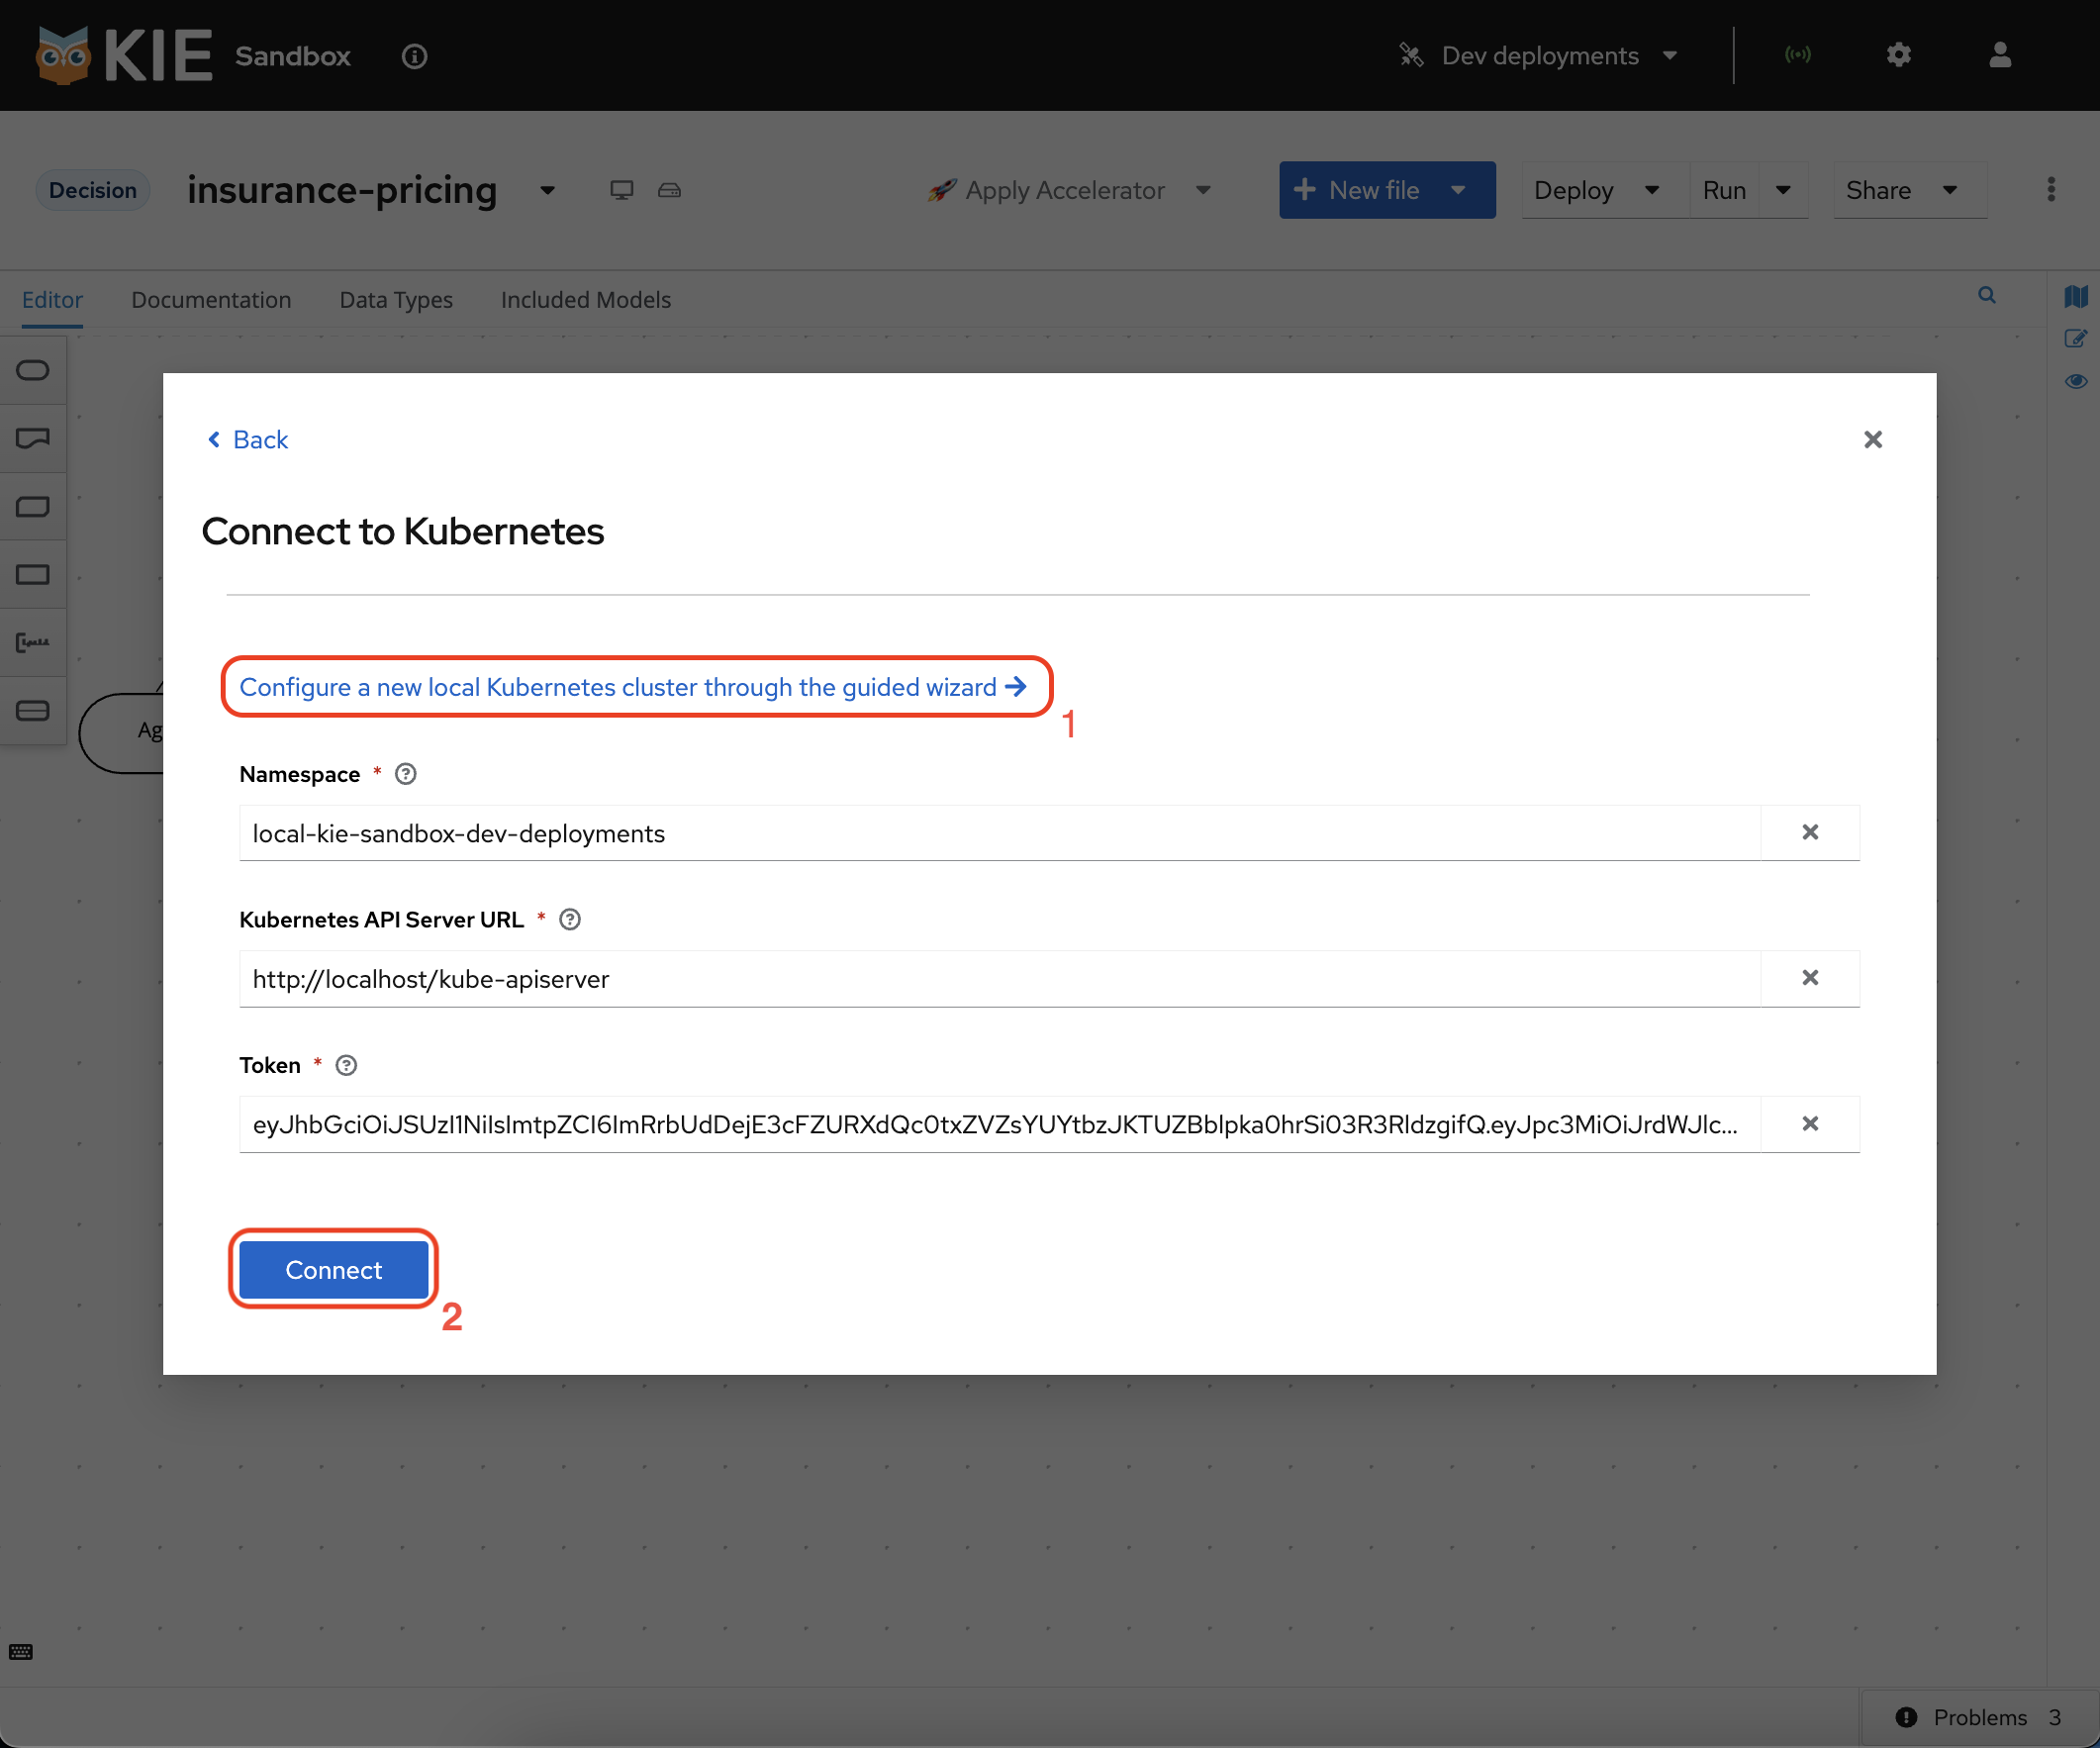 KIE Sandbox Dev deployments
Decision insurance-pricing Apply Accelerator New file Deploy Run Share
Editor Documentation Data Types Included Models
Back
Connect to Kubernetes
Configure a new local Kubernetes cluster through the guided wizard
1
Namespace *
local-kie-sandbox-dev-deployments
Kubernetes API Server URL *
http://localhost/kube-apiserver
Token *
eyJhbGciOiJSUzI1NiIsImtpZCI6ImRrbUdDejE3cFZURXdQc0txZVZsYUYtbzJKTUZBblpka0hrSi03R3RldzgifQ.eyJpc3MiOiJrdWJlc...
Connect
2
Ag
Problems 3